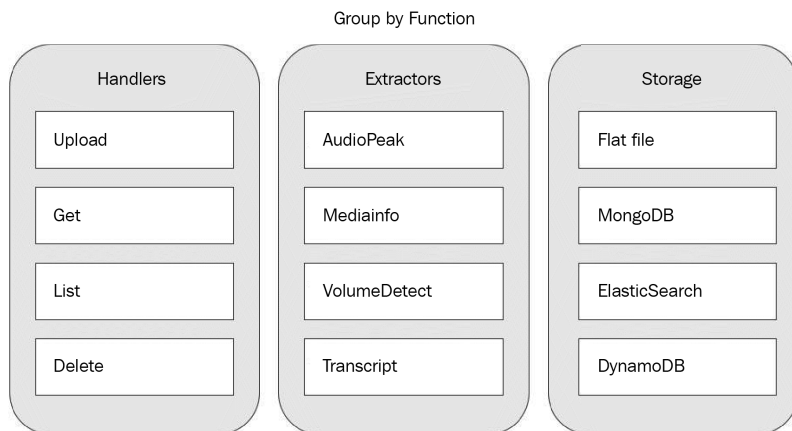 Group by Function
Handlers
Upload
Get
List
Delete
Extractors
AudioPeak
Mediainfo
VolumeDetect
Transcript
Storage
Flat file
MongoDB
ElasticSearch
DynamoDB